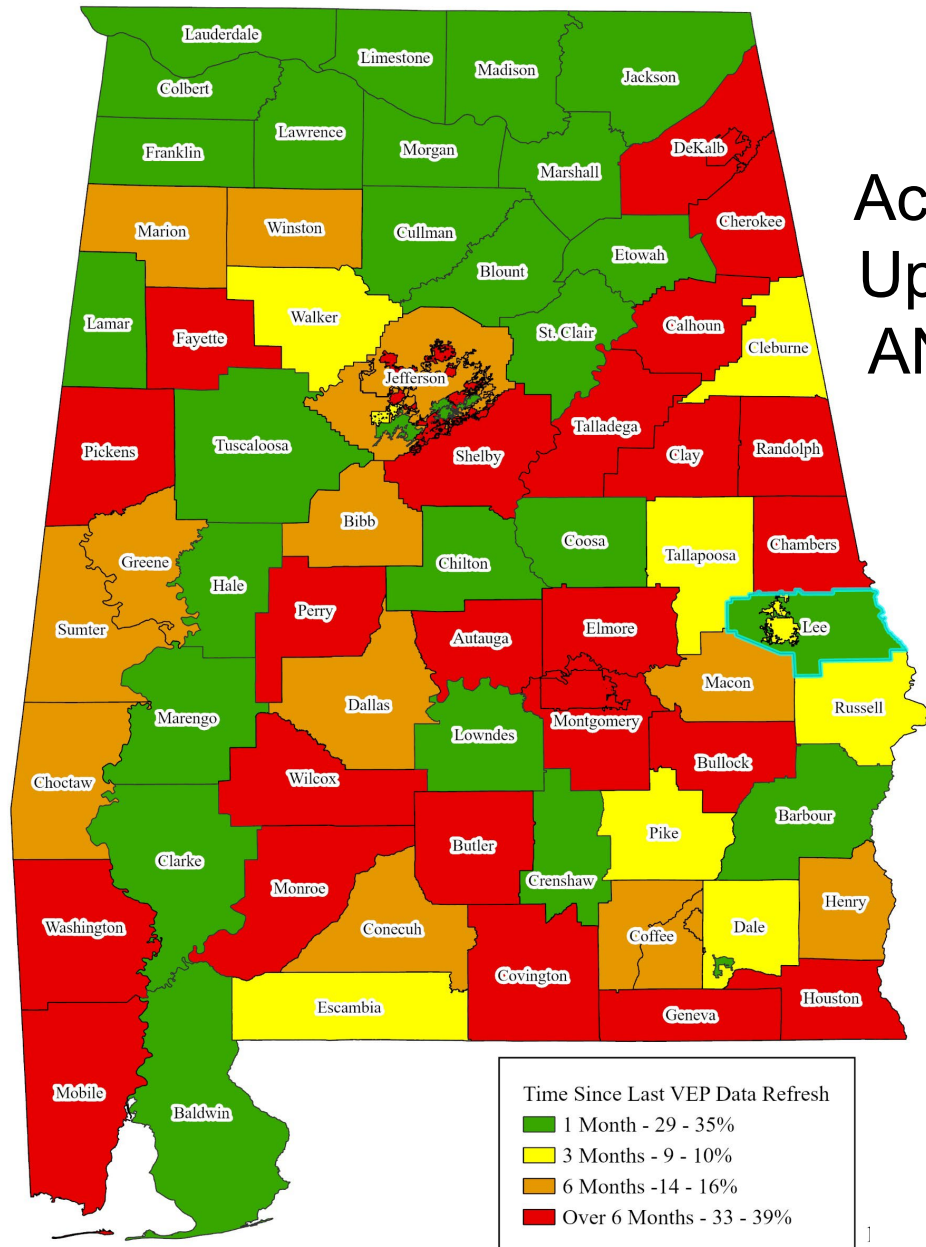 Lauderdale
Limestone
Madison
Jackson
Colbert
Lawrence
Franklin
Morgan
Marshall
DeKalb
Cherokee
Marion
Winston
Cullman
Blount
Etowah
Lamar
Fayette
Walker
St. Clair
Calhoun
Cleburne
Jefferson
Pickens
Tuscaloosa
Shelby
Talladega
Clay
Randolph
Bibb
Greene
Hale
Chilton
Coosa
Tallapoosa
Chambers
Sumter
Perry
Autauga
Elmore
Lee
Macon
Dallas
Marengo
Lowndes
Montgomery
Russell
Choctaw
Wilcox
Bullock
Barbour
Clarke
Butler
Pike
Monroe
Crenshaw
Washington
Conecuh
Coffee
Dale
Henry
Covington
Escambia
Geneva
Houston
Mobile
Baldwin
Ac
Up
AN
Time Since Last VEP Data Refresh
1 Month - 29 - 35%
3 Months - 9 - 10%
6 Months -14 - 16%
Over 6 Months - 33 - 39%